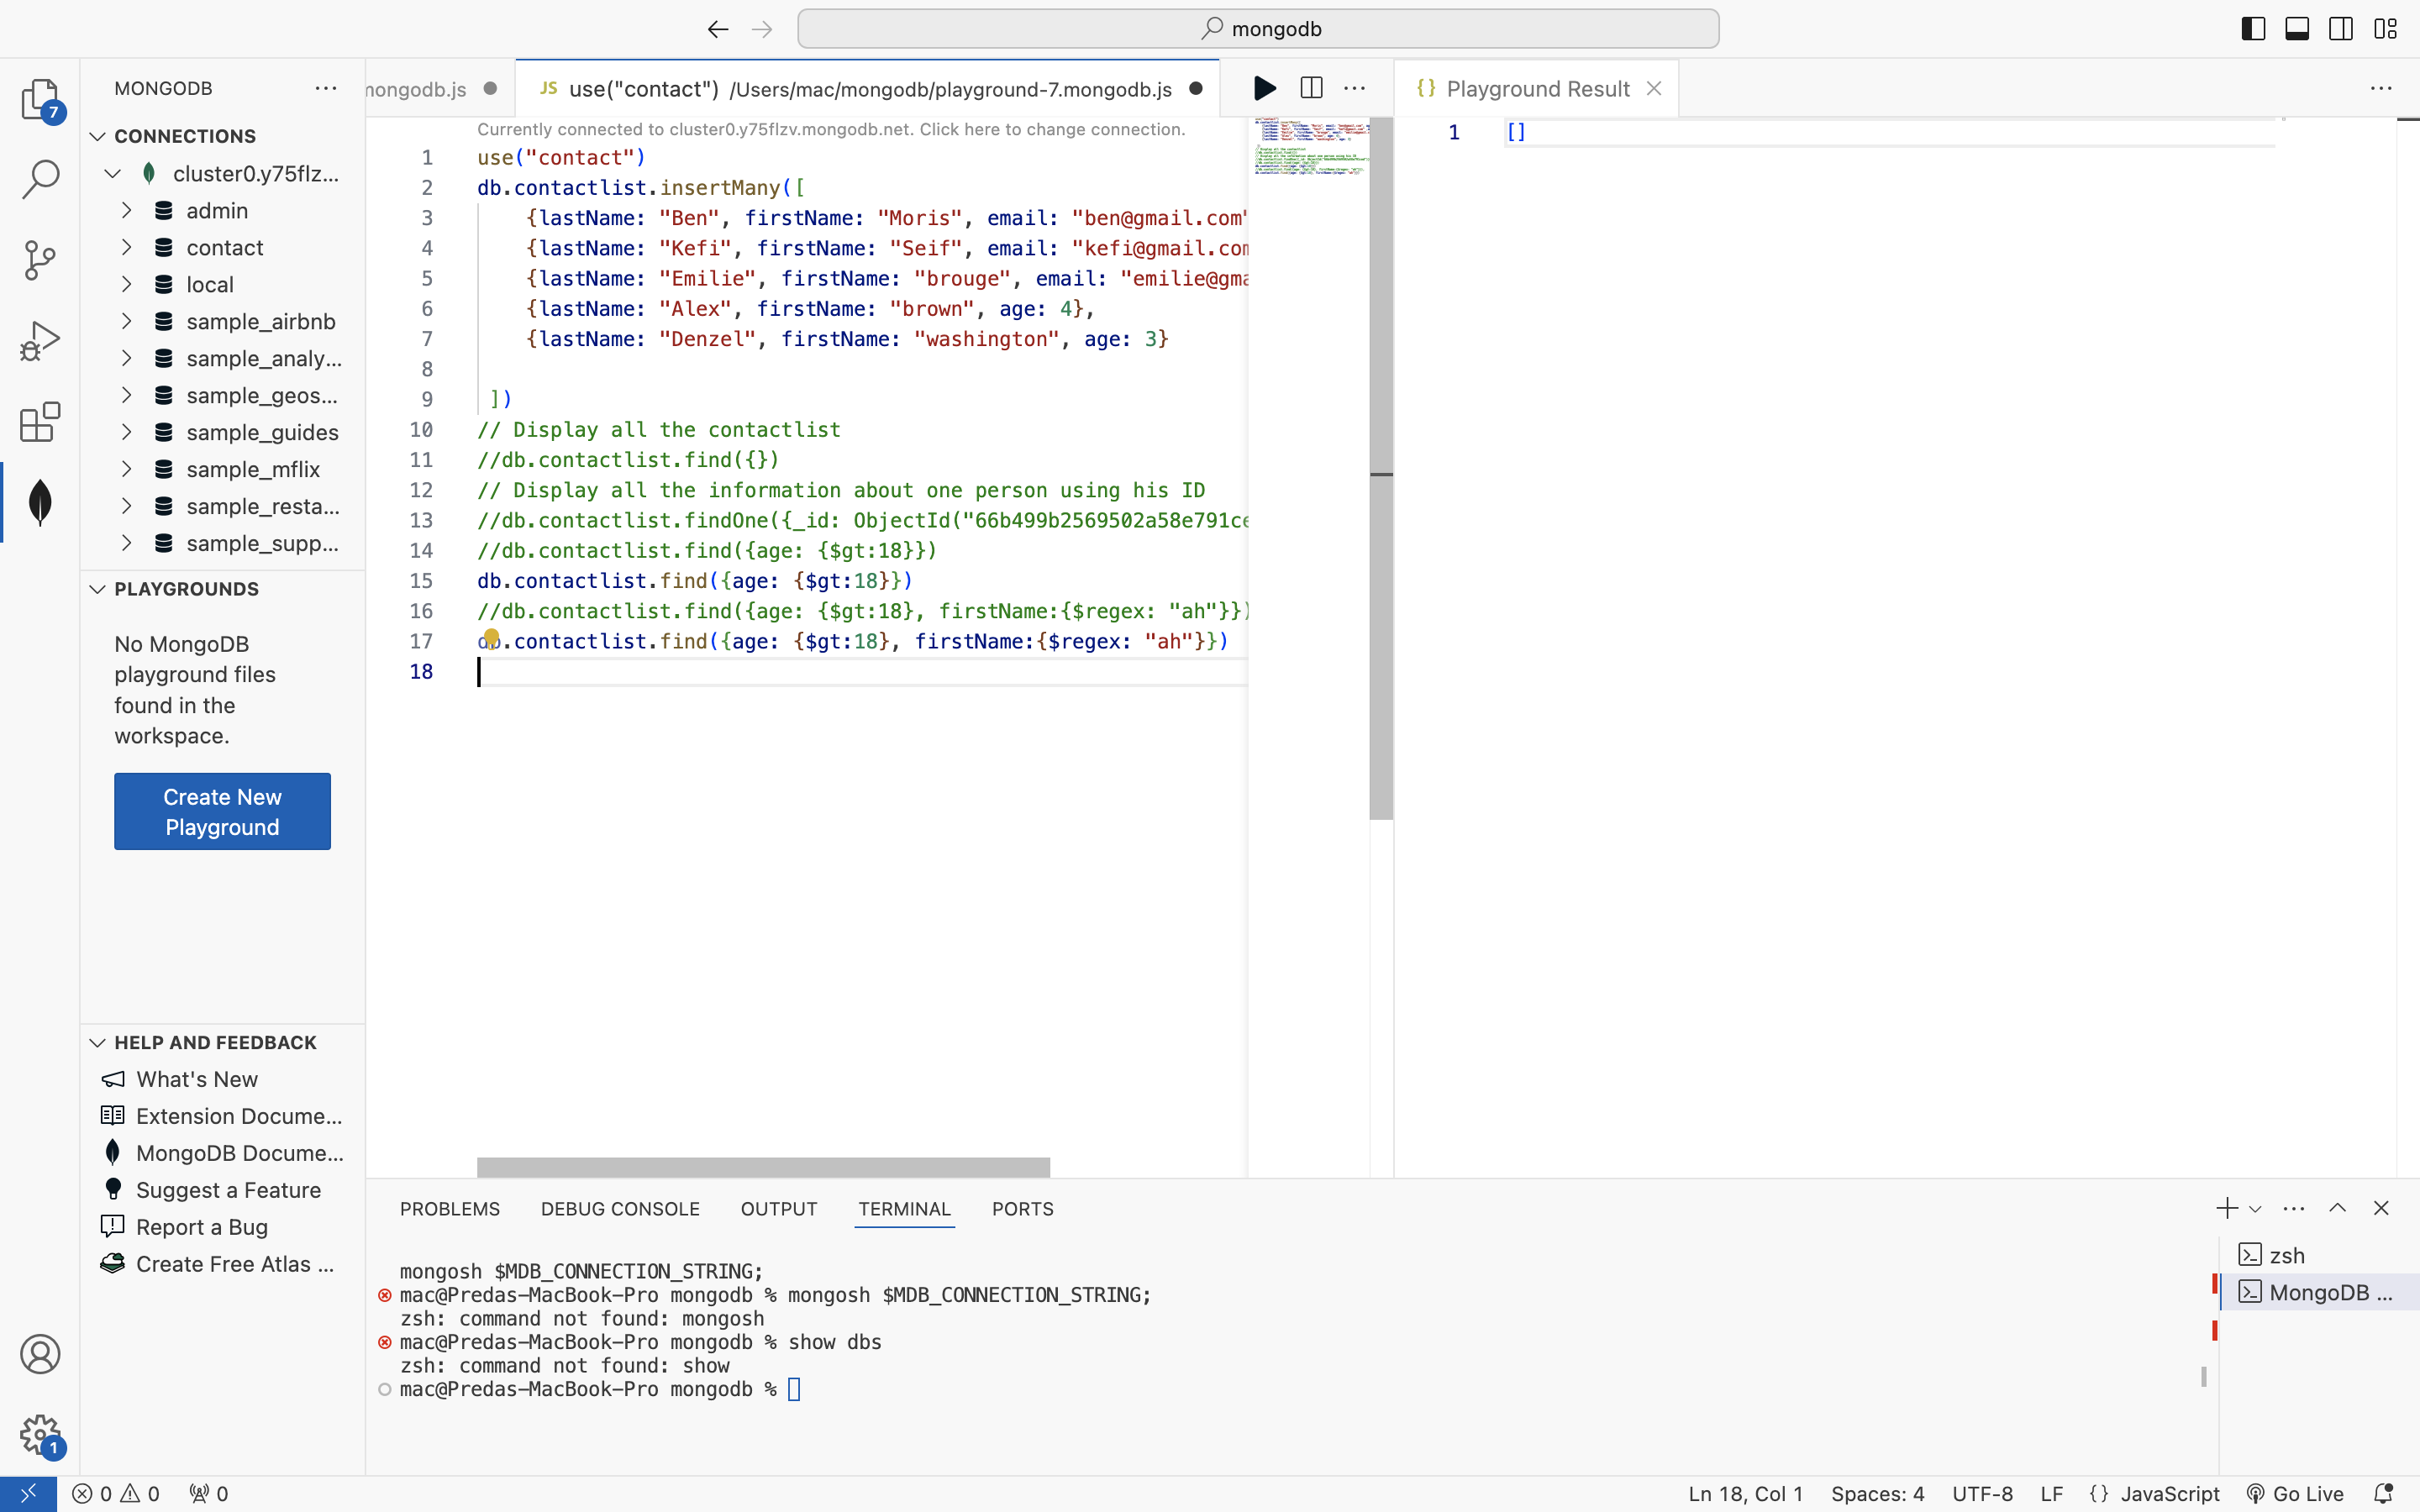 mongodb
MONGODB
CONNECTIONS
cluster0.y75flz...
admin
contact
local
sample_airbnb
sample_analy...
sample_geos...
sample_guides
sample_mflix
sample_resta...
sample_supp...
PLAYGROUNDS
No MongoDB
playground files
found in the
workspace.
Create New
Playground
HELP AND FEEDBACK
What's New
Extension Docume...
MongoDB Docume...
Suggest a Feature
Report a Bug
Create Free Atlas ...
7
1
mongodb.js
JS use("contact") /Users/mac/mongodb/playground-7.mongodb.js
Currently connected to cluster0.y75flzv.mongodb.net. Click here to change connection.
1 use("contact")
2 db.contactlist.insertMany([
3 {lastName: "Ben", firstName: "Moris", email: "ben@gmail.com"
4 {lastName: "Kefi", firstName: "Seif", email: "kefi@gmail.com
5 {lastName: "Emilie", firstName: "brouge", email: "emilie@gma
6 {lastName: "Alex", firstName: "brown", age: 4},
7 {lastName: "Denzel", firstName: "washington", age: 3}
8
9 ])
10 // Display all the contactlist
11 //db.contactlist.find({})
12 // Display all the information about one person using his ID
13 //db.contactlist.findOne({_id: ObjectId("66b499b2569502a58e791ce
14 //db.contactlist.find({age: {$gt:18}})
15 db.contactlist.find({age: {$gt:18}})
16 //db.contactlist.find({age: {$gt:18}, firstName:{$regex: "ah"}})
17 db.contactlist.find({age: {$gt:18}, firstName:{$regex: "ah"}})
18
{} Playground Result
1 []
PROBLEMS DEBUG CONSOLE OUTPUT TERMINAL PORTS
mongosh $MDB_CONNECTION_STRING;
mac@Predas-MacBook-Pro mongodb % mongosh $MDB_CONNECTION_STRING;
zsh: command not found: mongosh
mac@Predas-MacBook-Pro mongodb % show dbs
zsh: command not found: show
mac@Predas-MacBook-Pro mongodb %
zsh
MongoDB ...
0 0 0
Ln 18, Col 1 Spaces: 4 UTF-8 LF {} JavaScript Go Live